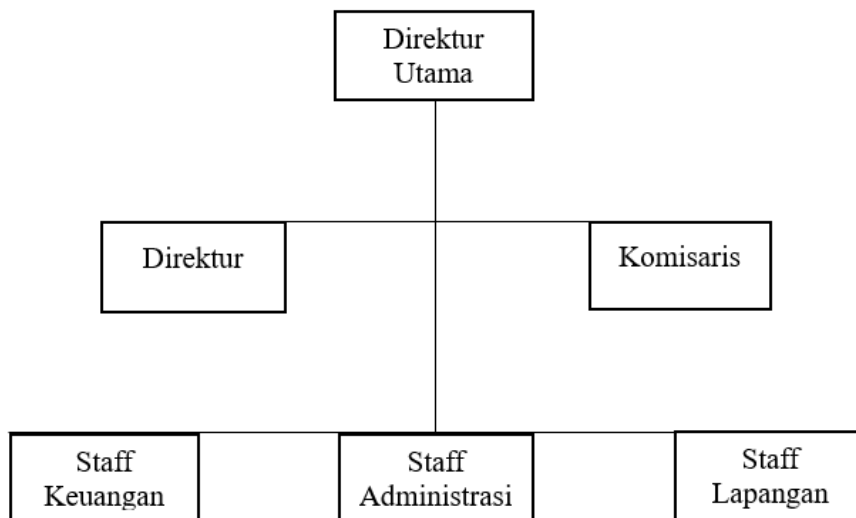 Direktur
Utama
Direktur
Komisaris
Staff
Keuangan
Staff
Administrasi
Staff
Lapangan